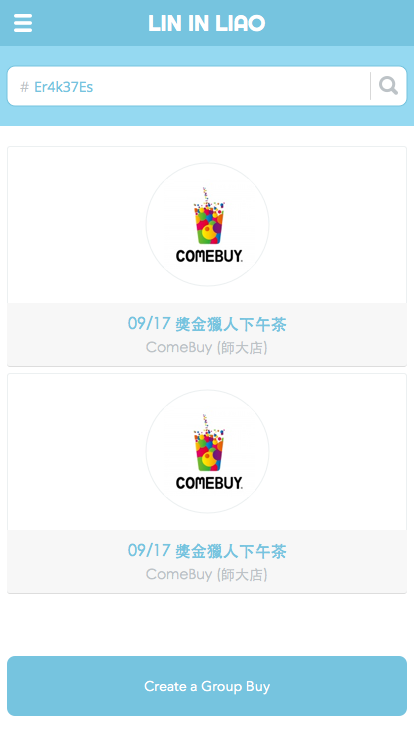 LIN IN LIAO
# Er4k37Es
COMEBUY.
09/17 獎金獵人下午茶
ComeBuy (師大店)
COMEBUY.
09/17 獎金獵人下午茶
ComeBuy (師大店)
Create a Group Buy